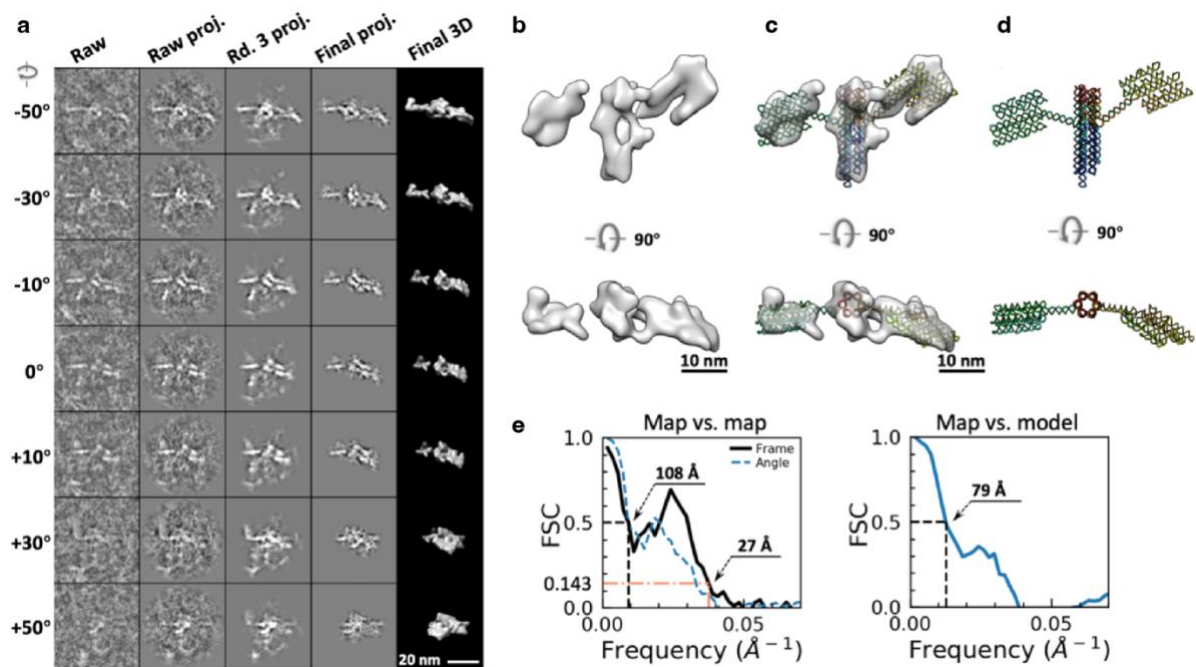 a
Raw
Raw proj.
Rd. 3 proj.
Final proj.
Final 3D
-50°
-30°
-10°
0°
+10°
+30°
+50°
20 nm
b
c
d
90°
90°
90°
10 nm
10 nm
e
Map vs. map
Frame
Angle
108 Å
27 Å
FSC
1.0
0.5
0.143
0.0
0.00
0.05
Frequency (Å⁻¹)
Map vs. model
79 Å
FSC
1.0
0.5
0.0
0.00
0.05
Frequency (Å⁻¹)